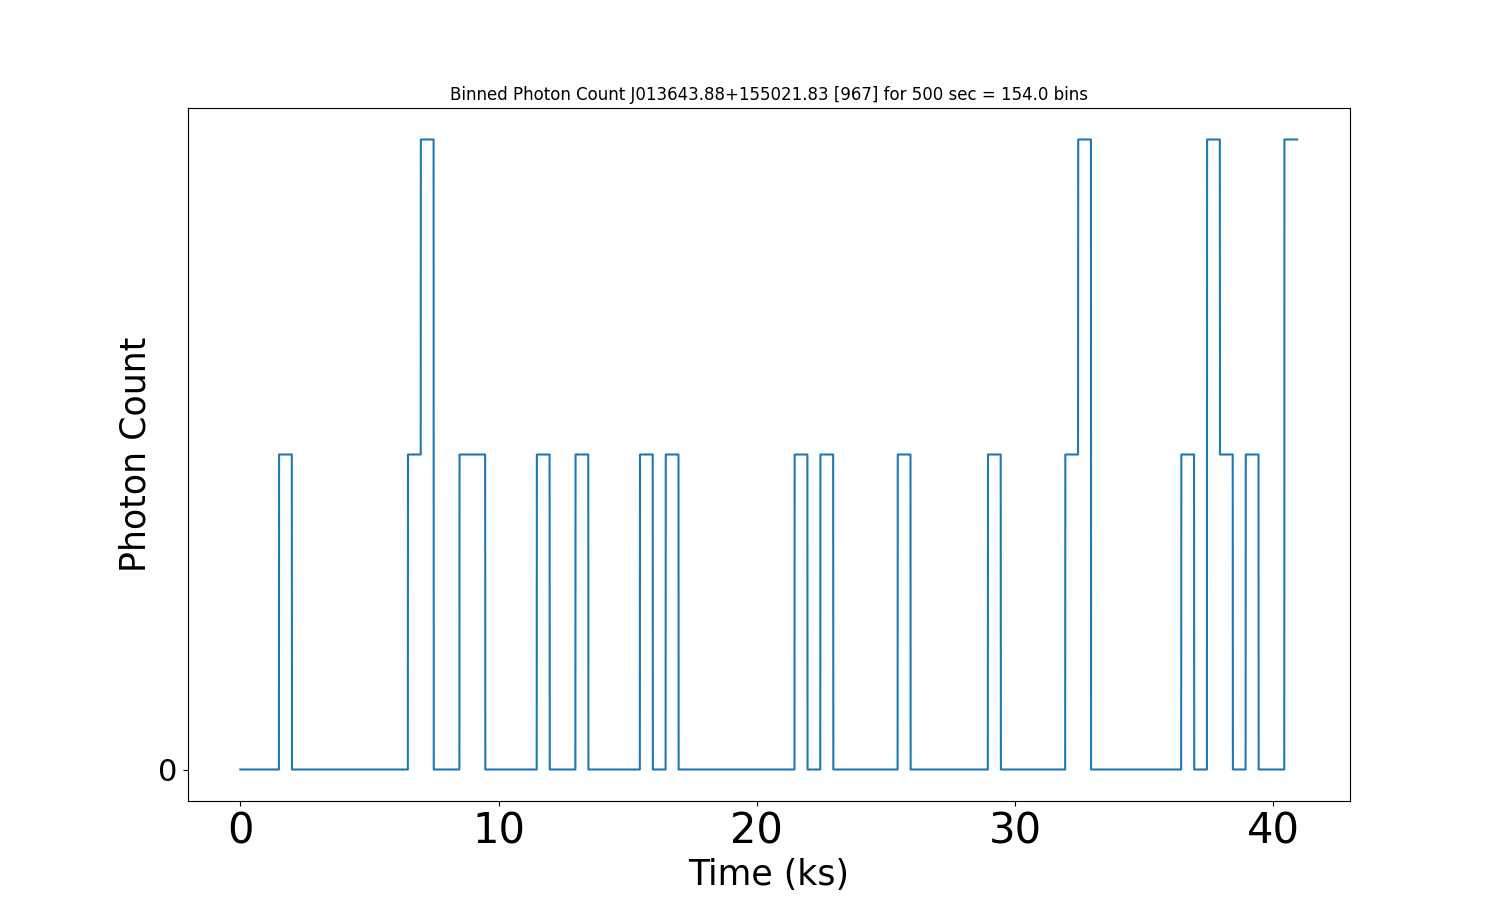 Binned Photon Count J013643.88+155021.83 [967] for 500 sec = 154.0 bins
Photon Count
0
0 10 20 30 40
Time (ks)